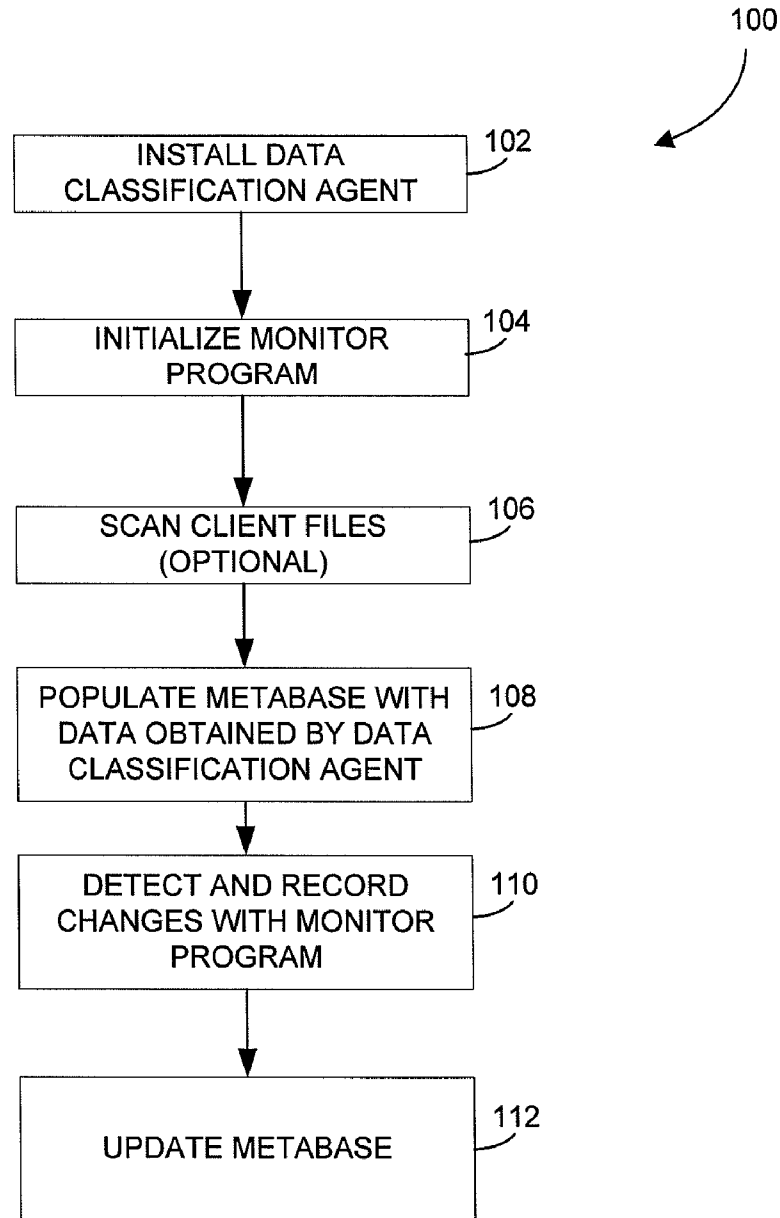 100
INSTALL DATA
CLASSIFICATION AGENT
102
INITIALIZE MONITOR
PROGRAM
104
SCAN CLIENT FILES
(OPTIONAL)
106
POPULATE METABASE WITH
DATA OBTAINED BY DATA
CLASSIFICATION AGENT
108
DETECT AND RECORD
CHANGES WITH MONITOR
PROGRAM
110
UPDATE METABASE
112